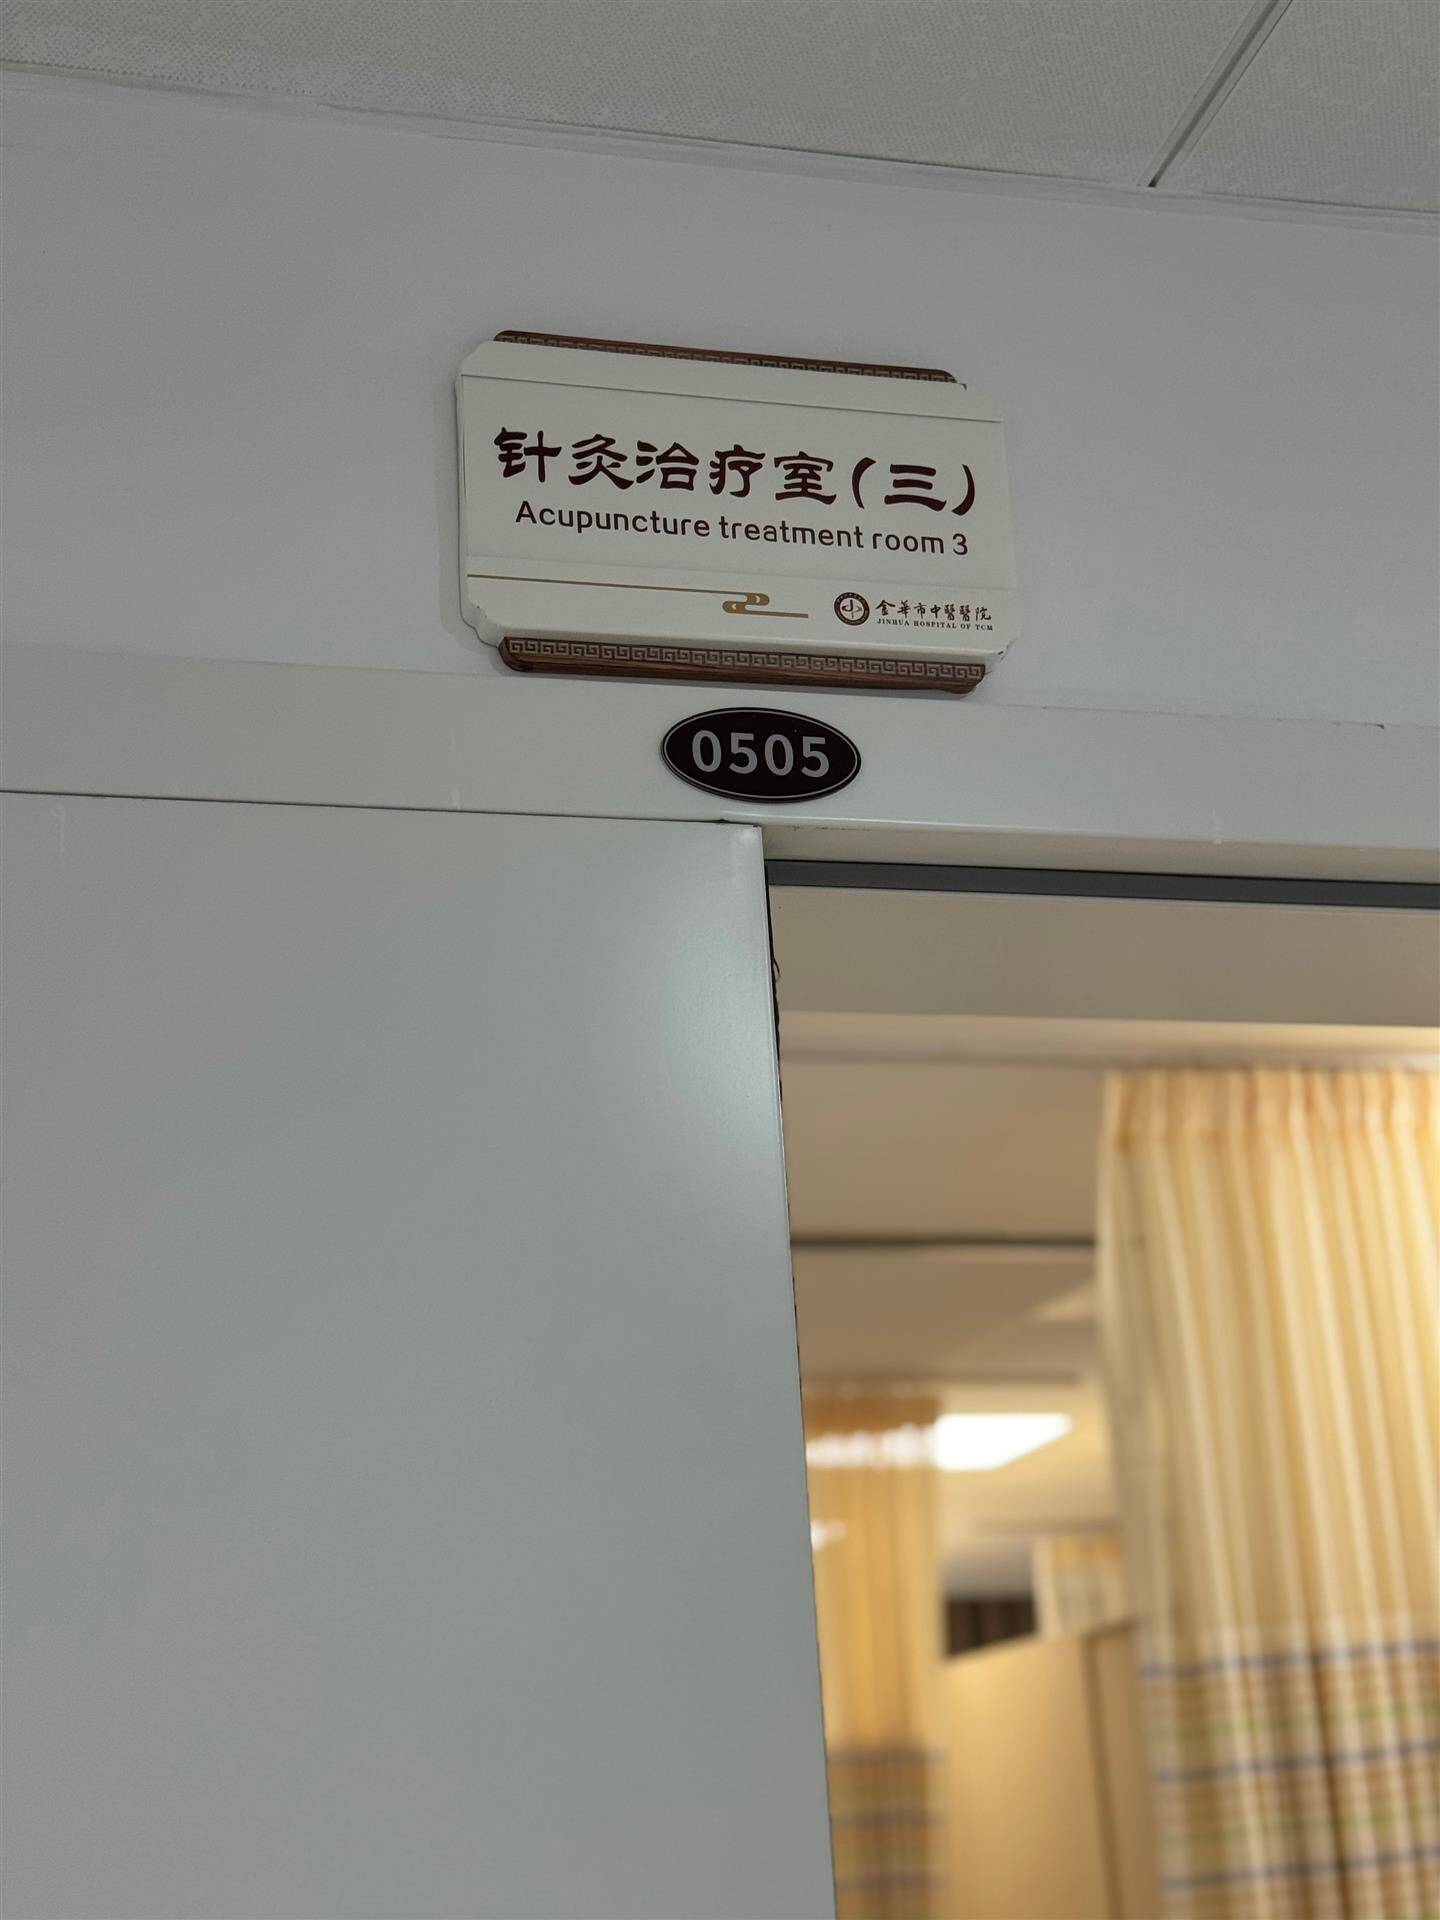 针灸治疗室(三)
Acupuncture treatment room 3
金華市中醫醫院
JINHUA HOSPITAL OF TCM
0505